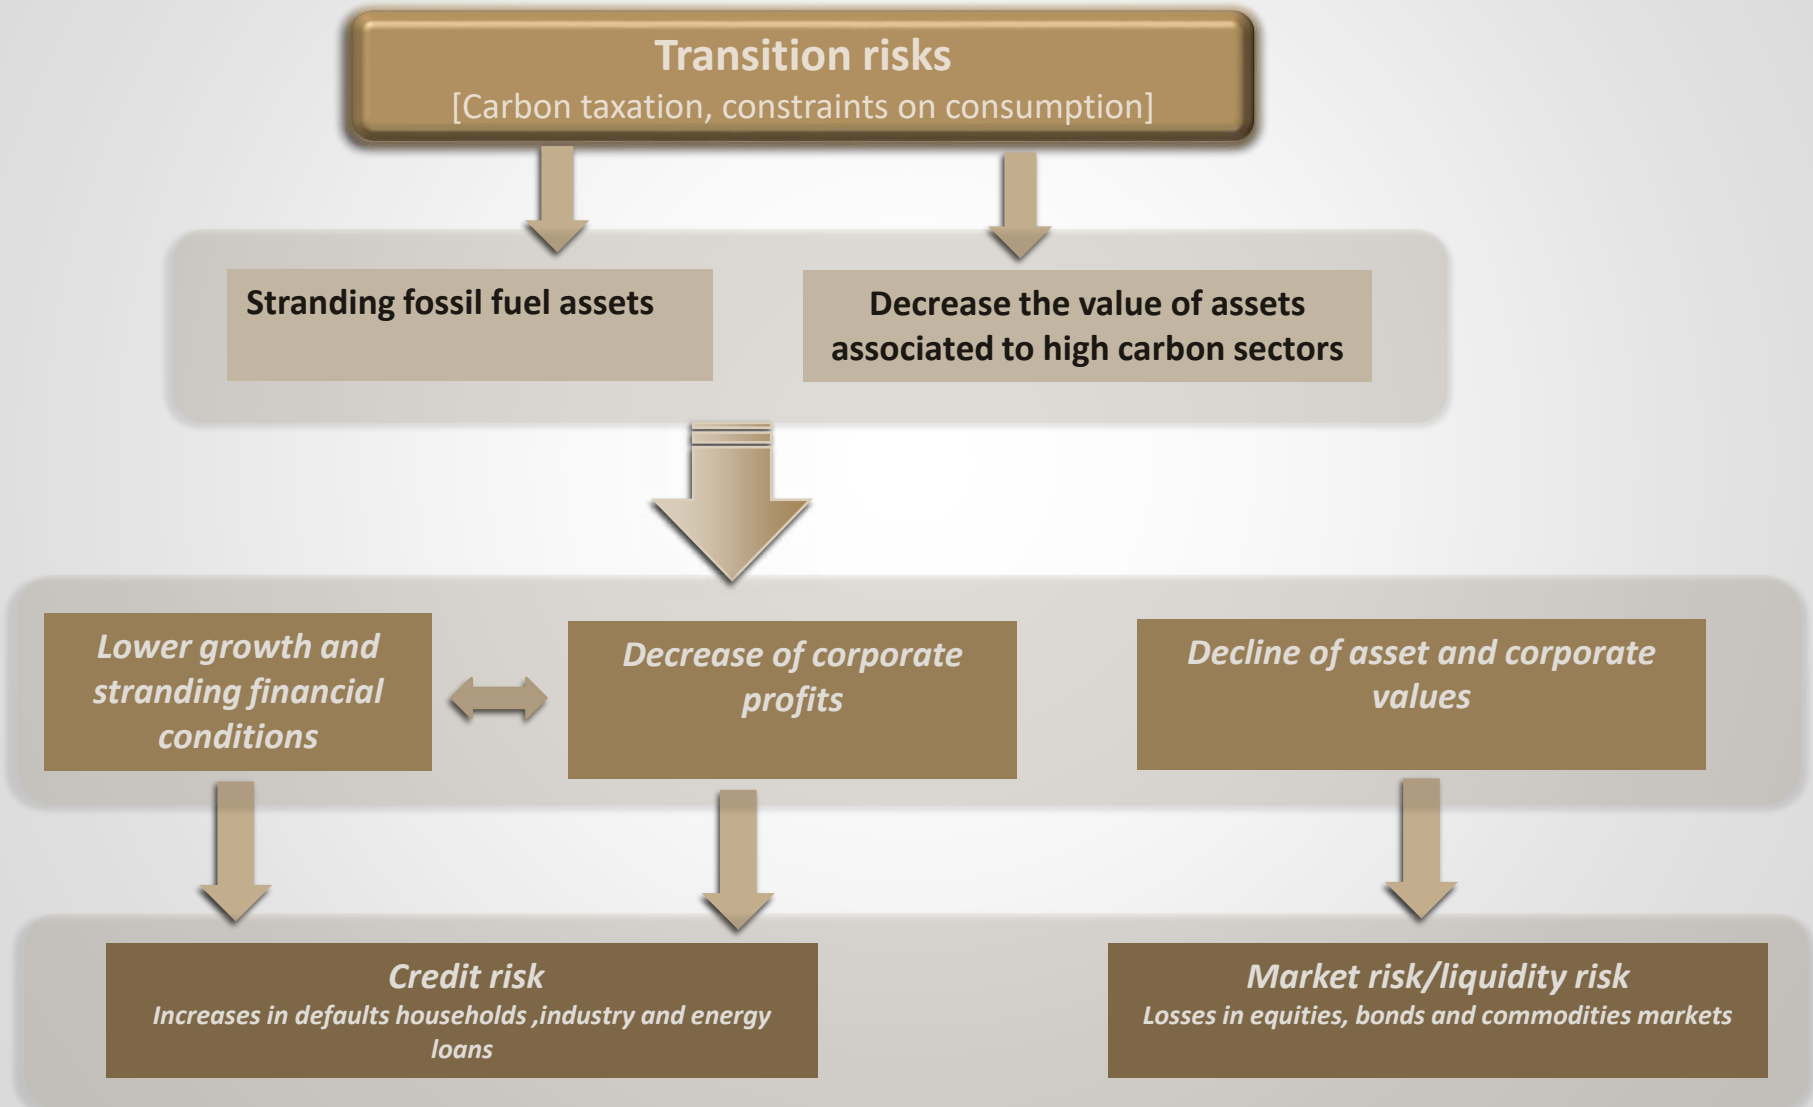 Transition risks
[Carbon taxation, constraints on consumption]
Stranding fossil fuel assets
Decrease the value of assets
associated to high carbon sectors
Lower growth and
stranding financial
conditions
Decrease of corporate
profits
Decline of asset and corporate
values
Credit risk
Increases in defaults households ,industry and energy
loans
Market risk/liquidity risk
Losses in equities, bonds and commodities markets